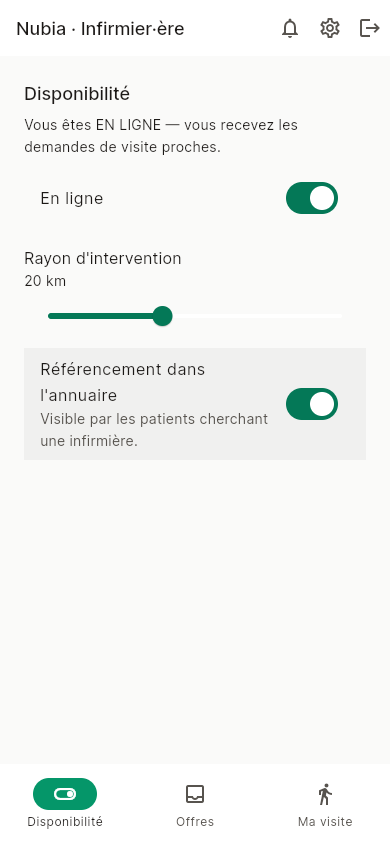 Nubia · Infirmier·ère
Disponibilité
Vous êtes EN LIGNE — vous recevez les
demandes de visite proches.
En ligne
Rayon d'intervention
20 km
Référencement dans
l'annuaire
Visible par les patients cherchant
une infirmière.
Disponibilité
Offres
Ma visite